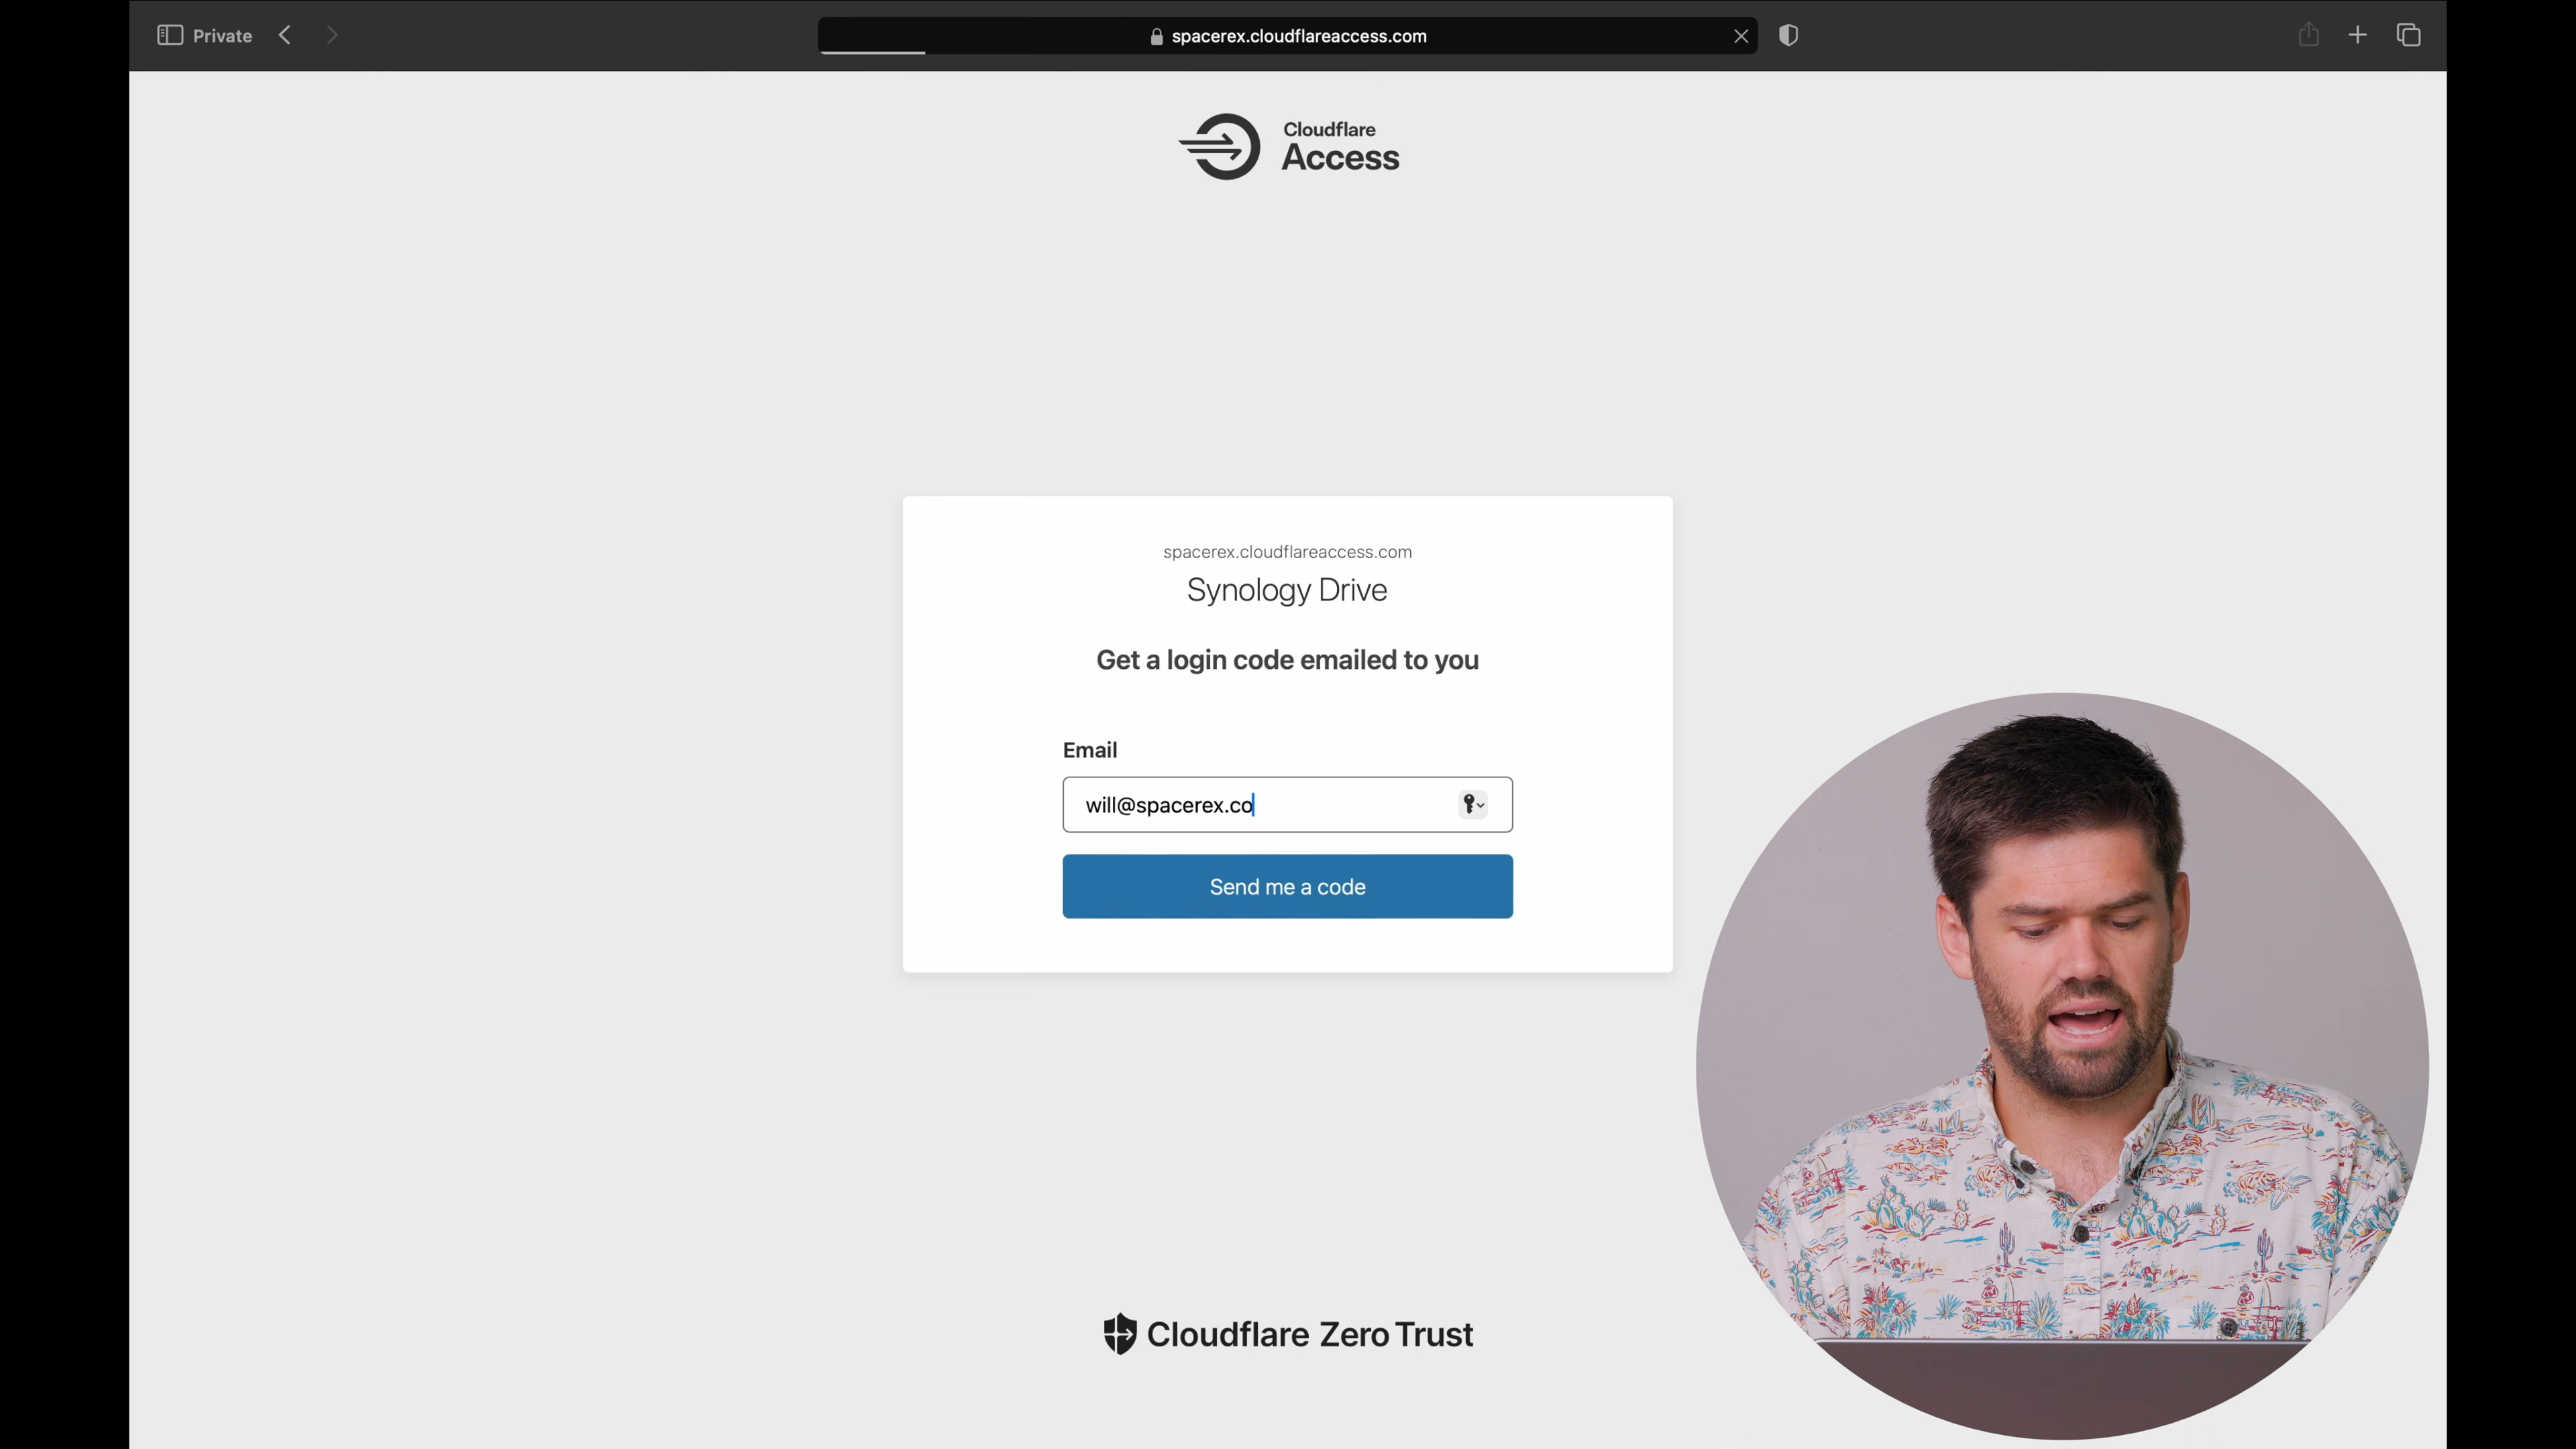 Private
spacerex.cloudflareaccess.com
Cloudflare
Access
spacerex.cloudflareaccess.com
Synology Drive
Get a login code emailed to you
Email
will@spacerex.co
Send me a code
Cloudflare Zero Trust